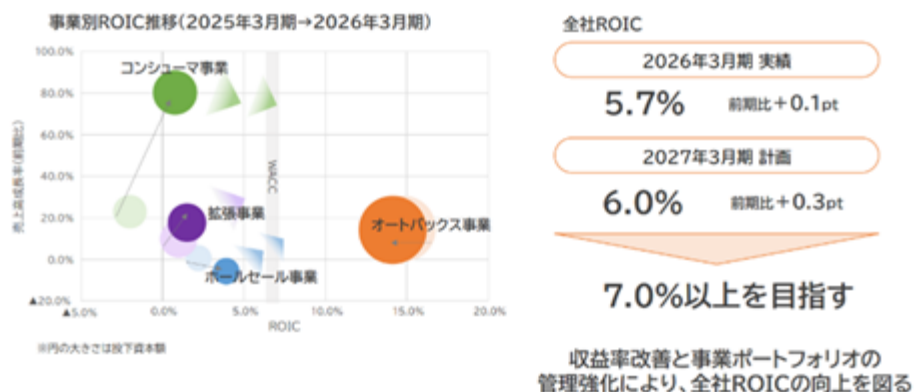 事業別ROIC推移(2025年3月期→2026年3月期)
100.0%
80.0%
60.0%
40.0%
20.0%
0.0%
▲20.0%
売上高成長率(前期比)
コンシューマ事業
拡張事業
ホールセール事業
オートバックス事業
WACC
▲5.0%
0.0%
5.0%
10.0%
15.0%
20.0%
ROIC
※円の大きさは投下資本額
全社ROIC
2026年3月期 実績
5.7% 前期比+0.1pt
2027年3月期 計画
6.0% 前期比+0.3pt
7.0%以上を目指す
収益率改善と事業ポートフォリオの
管理強化により、全社ROICの向上を図る